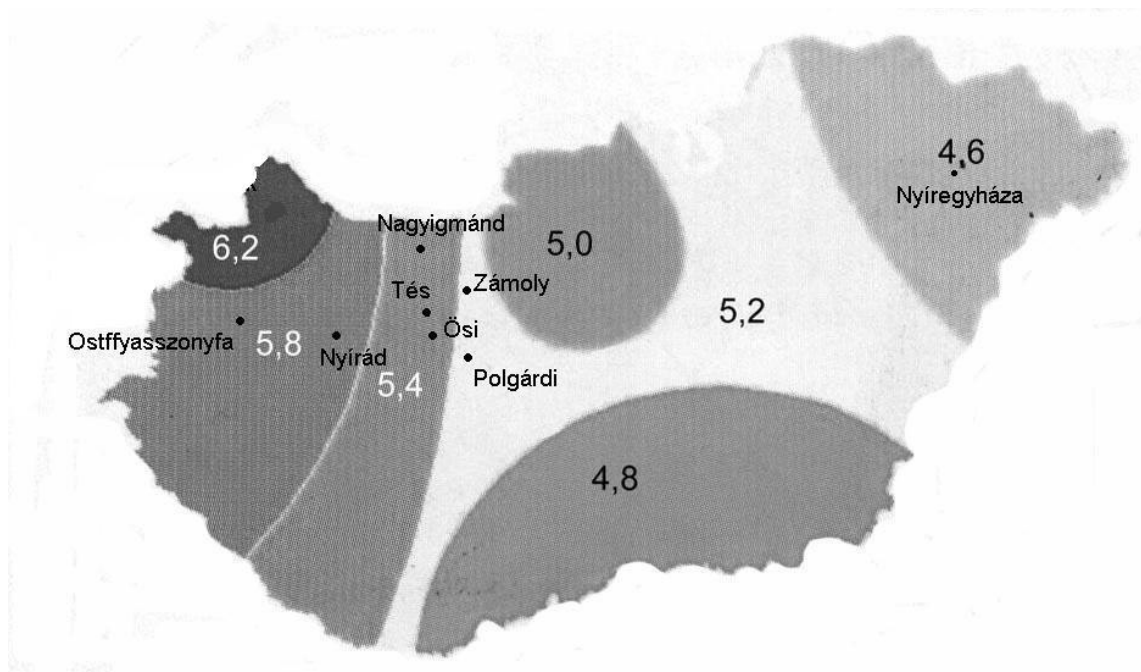 4,6
Nyíregyháza
Nagyigmánd
6,2
5,0
Zámoly
Tés
5,2
Ősi
Ostffyasszonyfa
5,8
Nyírád
Polgárdi
5,4
4,8